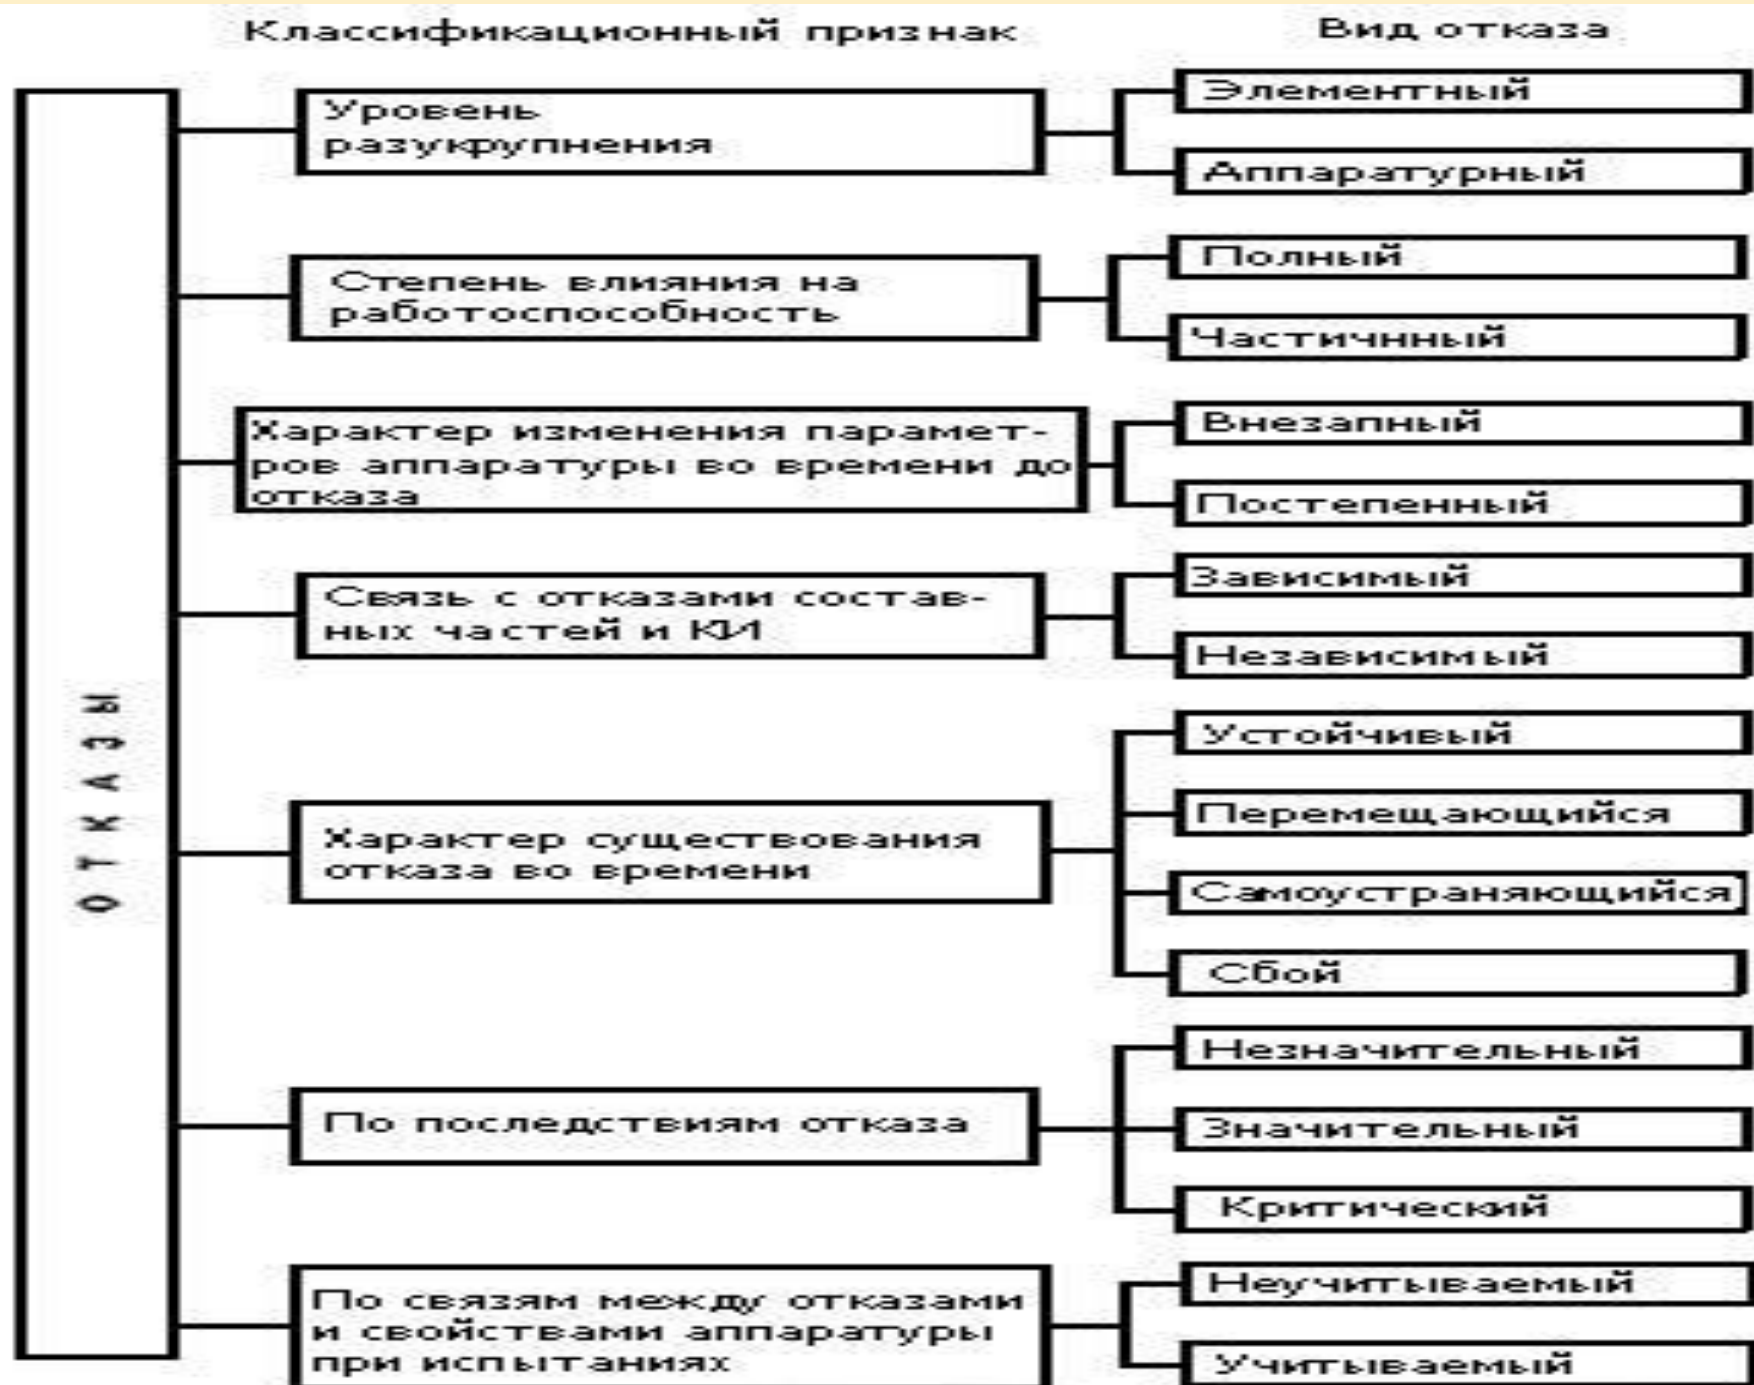 Классификационный признак
Вид отказа
ОТКАЗЫ
Уровень
разукрупнения
Элементный
Аппаратурный
Степень влияния на
работоспособность
Полный
Частичнный
Характер изменения парамет-
ров аппаратуры во времени до
отказа
Внезапный
Постепенный
Связь с отказами состав-
ных частей и КИ
Зависимый
Независимый
Характер существования
отказа во времени
Устойчивый
Перемещающийся
Самоустраняющийся
Сбой
По последствиям отказа
Незначительный
Значительный
Критический
По связям между отказами
и свойствами аппаратуры
при испытаниях
Неучитываемый
Учитываемый